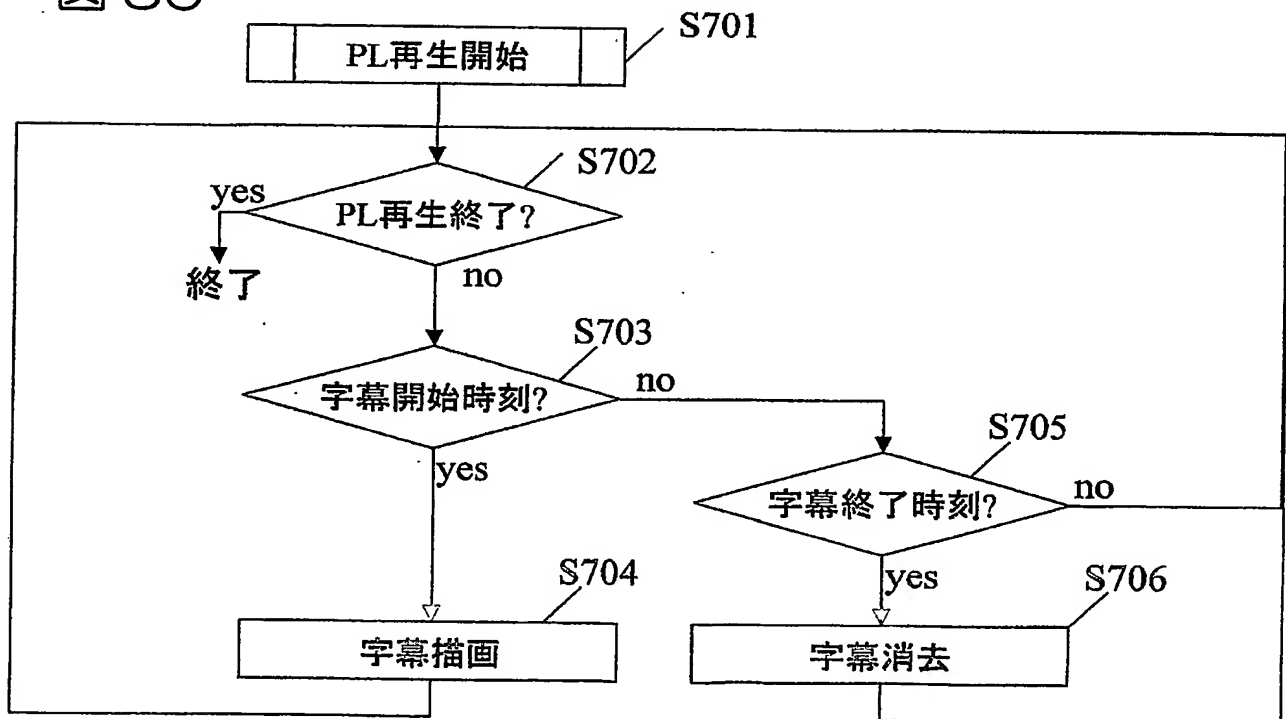 S701
PL再生開始
S702
yes
PL再生終了?
終了
no
S703
字幕開始時刻?
no
S705
yes
字幕終了時刻?
no
S704
yes
S706
字幕描画
字幕消去